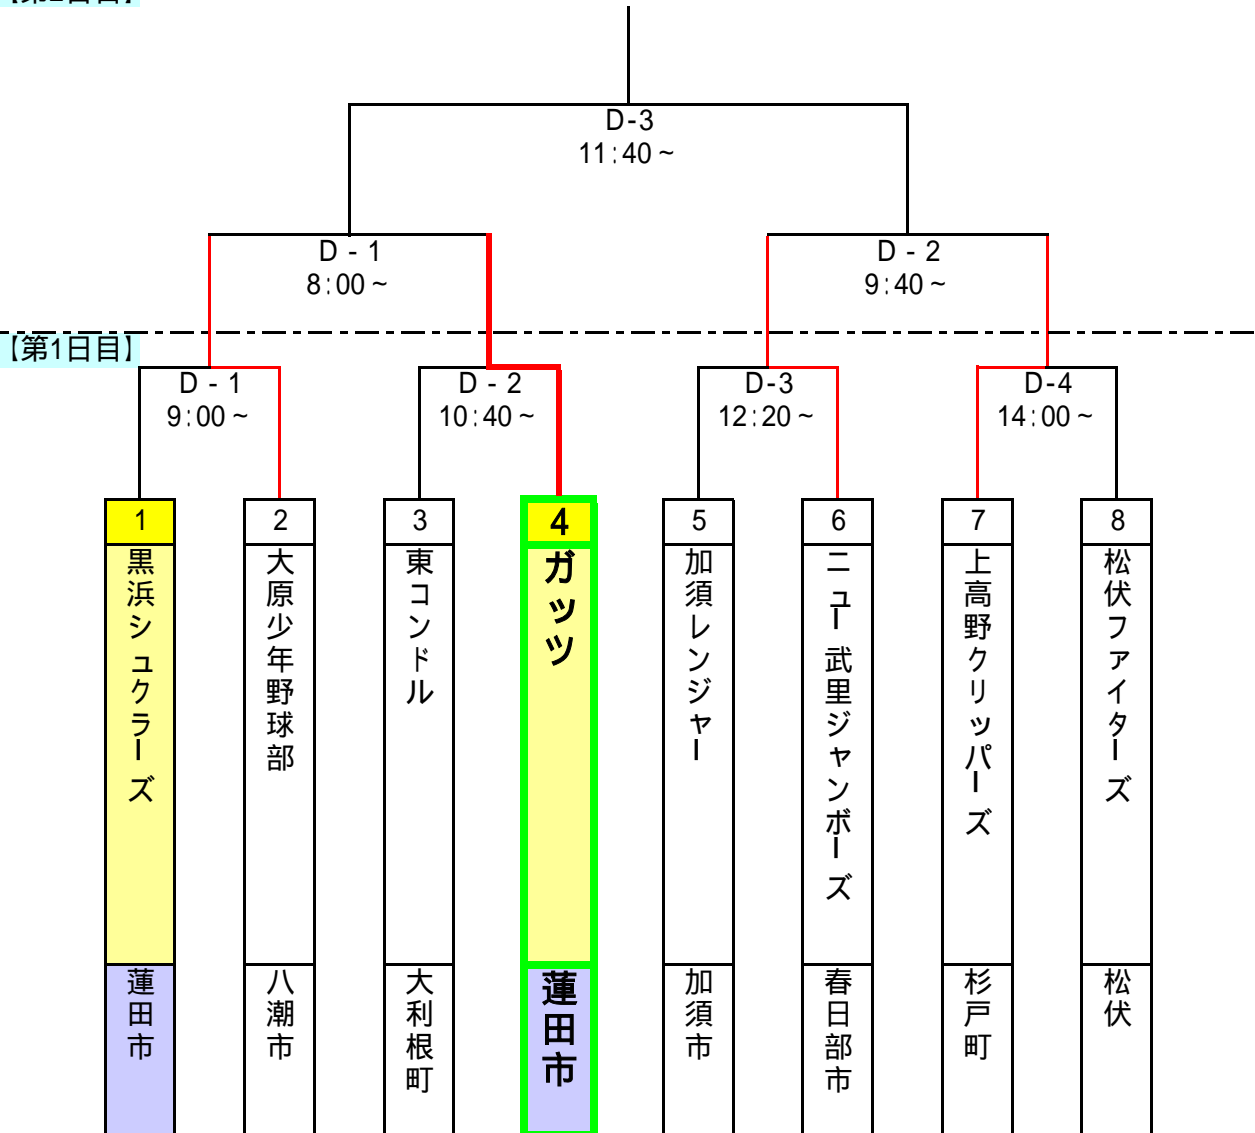 【第2日目】
D-3
11:40~
D - 1
8:00~
D - 2
9:40~
【第1日目】
D - 1
9:00~
D - 2
10:40~
D-3
12:20~
D-4
14:00~
1
2
3
4
5
6
7
8
黒浜シュクラーズ
大原少年野球部
東コンドル
ガッツ
加須レンジャー
ニュー武里ジャンボーズ
上高野クリッパーズ
松伏ファイターズ
蓮田市
八潮市
大利根町
蓮田市
加須市
春日部市
杉戸町
松伏